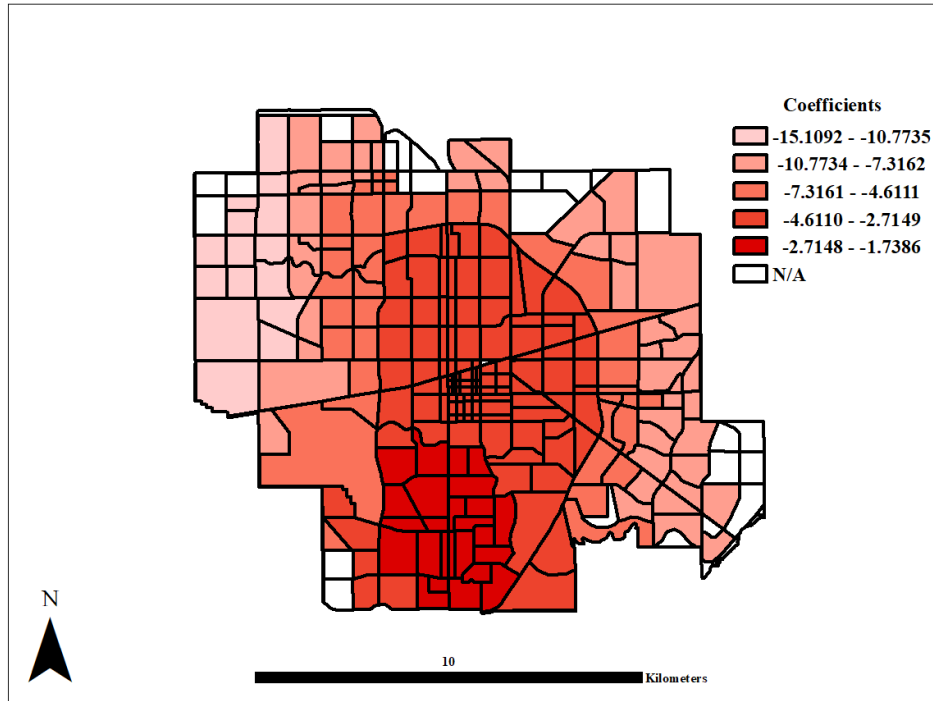 Coefficients
-15.1092 - -10.7735
-10.7734 - -7.3162
-7.3161 - -4.6111
-4.6110 - -2.7149
-2.7148 - -1.7386
N/A
N
10
Kilometers